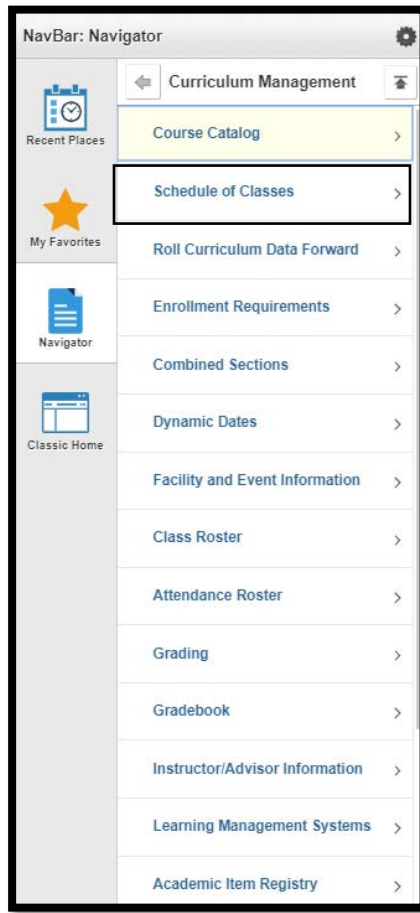 NavBar: Navigator
Recent Places
My Favorites
Navigator
Classic Home
Curriculum Management
Course Catalog
Schedule of Classes
Roll Curriculum Data Forward
Enrollment Requirements
Combined Sections
Dynamic Dates
Facility and Event Information
Class Roster
Attendance Roster
Grading
Gradebook
Instructor/Advisor Information
Learning Management Systems
Academic Item Registry